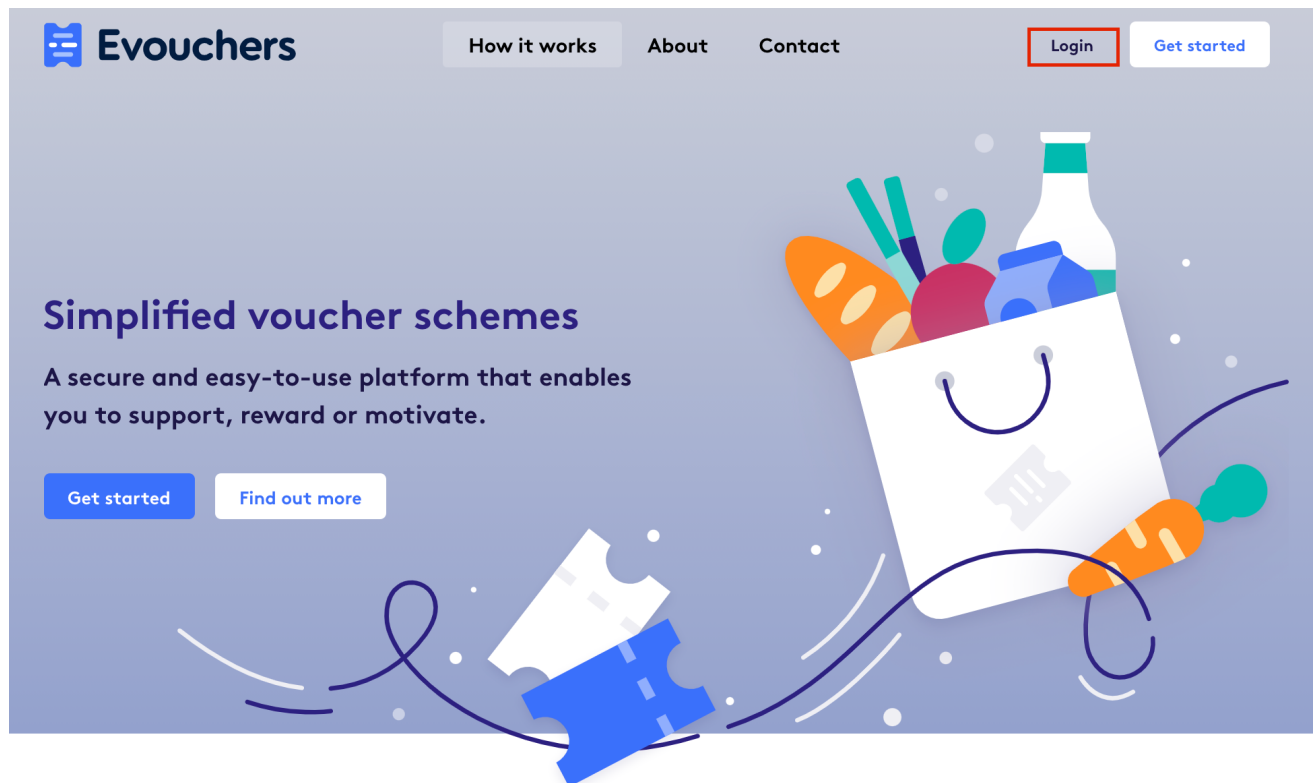 Evouchers
How it works
About
Contact
Login
Get started
Simplified voucher schemes
A secure and easy-to-use platform that enables
you to support, reward or motivate.
Get started
Find out more